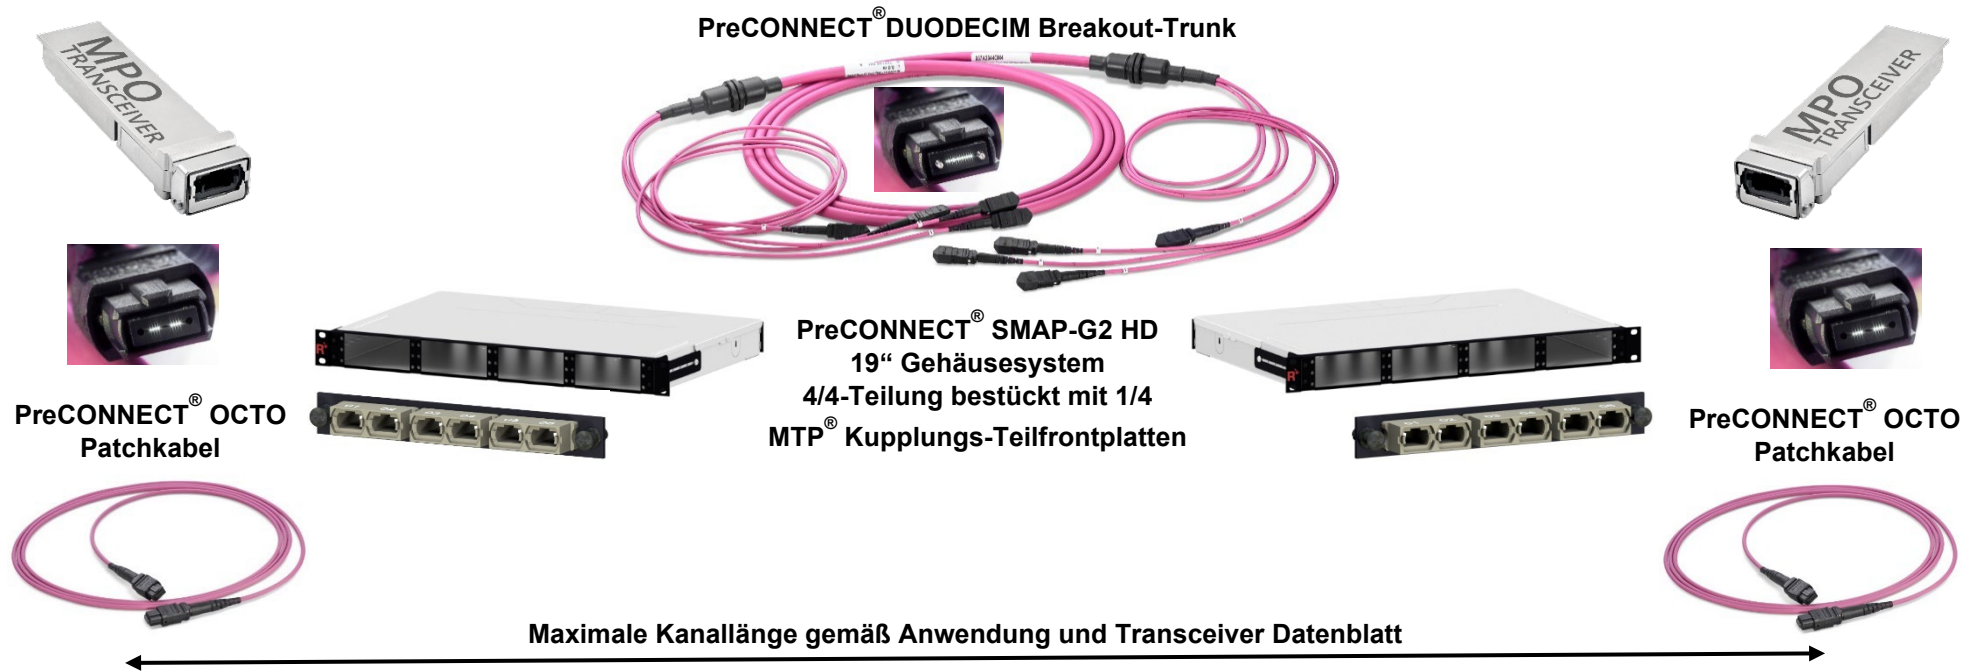 PreCONNECT® DUODECIM Breakout-Trunk
MPO
TRANSCEIVER
MPO
TRANSCEIVER
PreCONNECT® SMAP-G2 HD
19“ Gehäusesystem
4/4-Teilung bestückt mit 1/4
MTP® Kupplungs-Teilfrontplatten
PreCONNECT® OCTO
Patchkabel
PreCONNECT® OCTO
Patchkabel
Maximale Kanallänge gemäß Anwendung und Transceiver Datenblatt